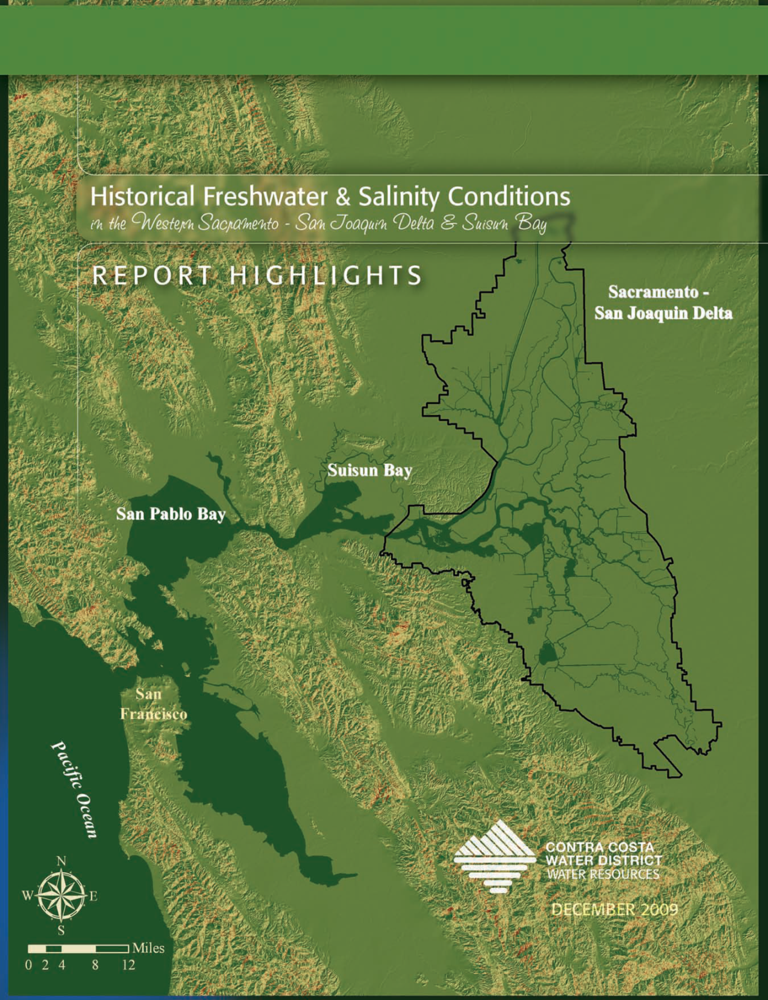 Historical Freshwater & Salinity Conditions
in the Western Sacramento - San Joaquin Delta & Suisun Bay
REPORT HIGHLIGHTS
Sacramento -
San Joaquin Delta
Suisun Bay
San Pablo Bay
San
Francisco
Pacific Ocean
CONTRA COSTA
WATER DISTRICT
WATER RESOURCES
DECEMBER 2009
N
W E
S
Miles
0 2 4 8 12